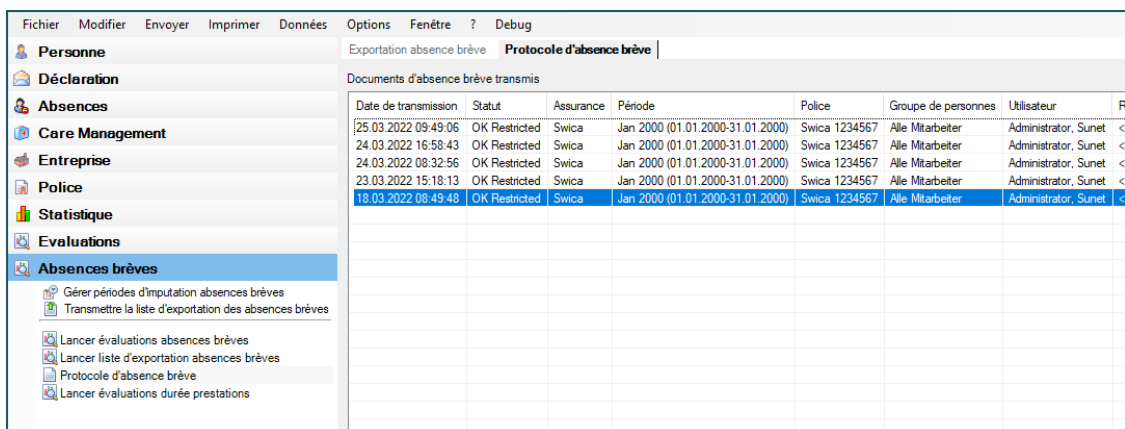 Fichier Modifier Envoyer Imprimer Données Options Fenêtre ? Debug
Personne
Déclaration
Absences
Care Management
Entreprise
Police
Statistique
Evaluations
Absences brèves
Gérer périodes d'imputation absences brèves
Transmettre la liste d'exportation des absences brèves
Lancer évaluations absences brèves
Lancer liste d'exportation absences brèves
Protocole d'absence brève
Lancer évaluations durée prestations
Exportation absence brève Protocole d'absence brève
Documents d'absence brève transmis
Date de transmission Statut Assurance Période Police Groupe de personnes Utilisateur R
25.03.2022 09:49:06 OK Restricted Swica Jan 2000 (01.01.2000-31.01.2000) Swica 1234567 Alle Mitarbeiter Administrator, Sunet <
24.03.2022 16:58:43 OK Restricted Swica Jan 2000 (01.01.2000-31.01.2000) Swica 1234567 Alle Mitarbeiter Administrator, Sunet <
24.03.2022 08:32:56 OK Restricted Swica Jan 2000 (01.01.2000-31.01.2000) Swica 1234567 Alle Mitarbeiter Administrator, Sunet <
23.03.2022 15:18:13 OK Restricted Swica Jan 2000 (01.01.2000-31.01.2000) Swica 1234567 Alle Mitarbeiter Administrator, Sunet <
18.03.2022 08:49:48 OK Restricted Swica Jan 2000 (01.01.2000-31.01.2000) Swica 1234567 Alle Mitarbeiter Administrator, Sunet <